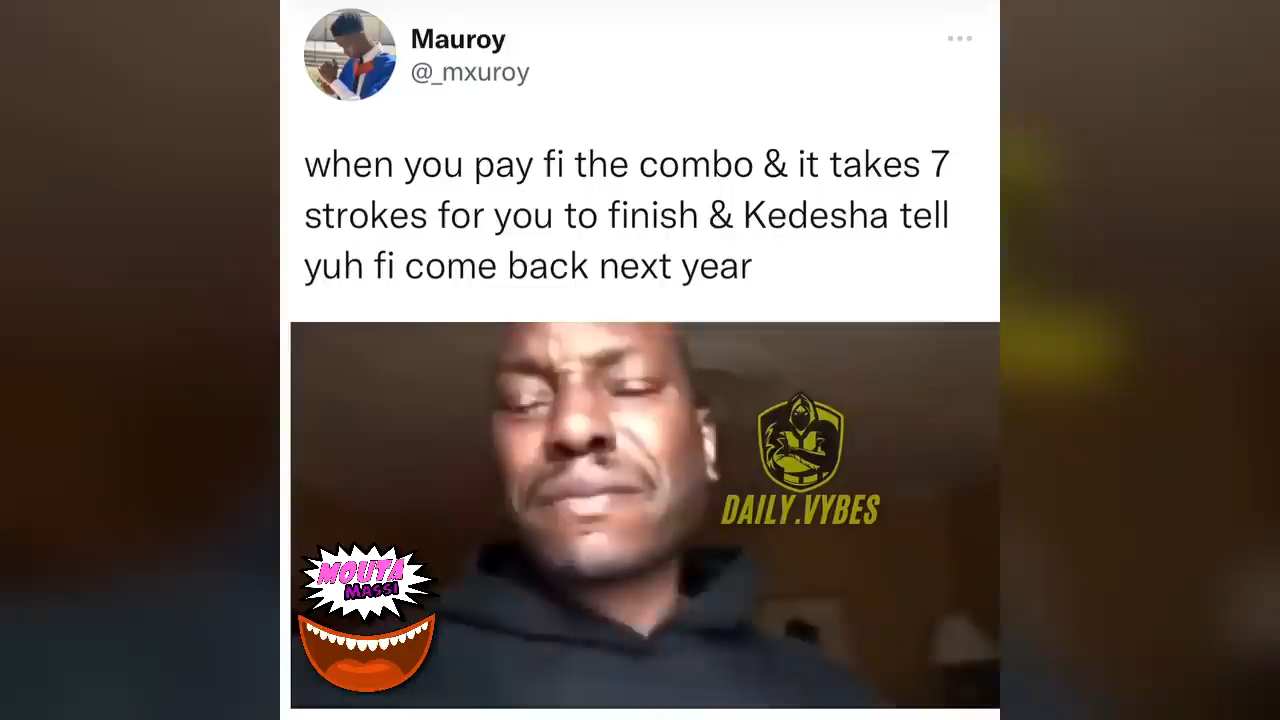 Mauroy
@_mxuroy
when you pay fi the combo & it takes 7
strokes for you to finish & Kedesha tell
yuh fi come back next year
DAILY.VYBES
MOUTA
MASSI